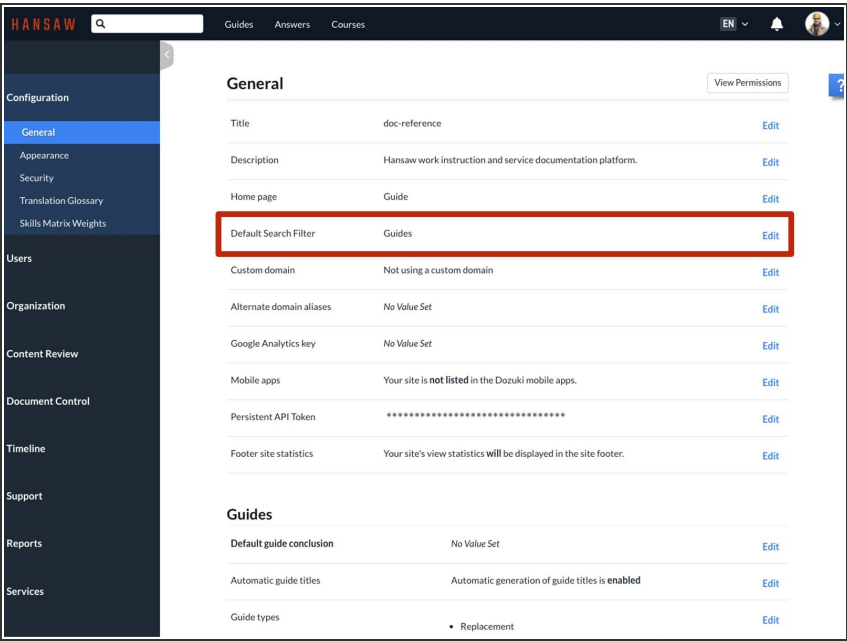 HANSAW
Guides Answers Courses EN
Configuration
General
Appearance
Security
Translation Glossary
Skills Matrix Weights
Users
Organization
Content Review
Document Control
Timeline
Support
Reports
Services
General View Permissions
?
Title doc-reference Edit
Description Hansaw work instruction and service documentation platform. Edit
Home page Guide Edit
Default Search Filter Guides Edit
Custom domain Not using a custom domain Edit
Alternate domain aliases No Value Set Edit
Google Analytics key No Value Set Edit
Mobile apps Your site is not listed in the Dozuki mobile apps. Edit
Persistent API Token ******************************** Edit
Footer site statistics Your site's view statistics will be displayed in the site footer. Edit
Guides
Default guide conclusion No Value Set Edit
Automatic guide titles Automatic generation of guide titles is enabled Edit
Guide types • Replacement Edit